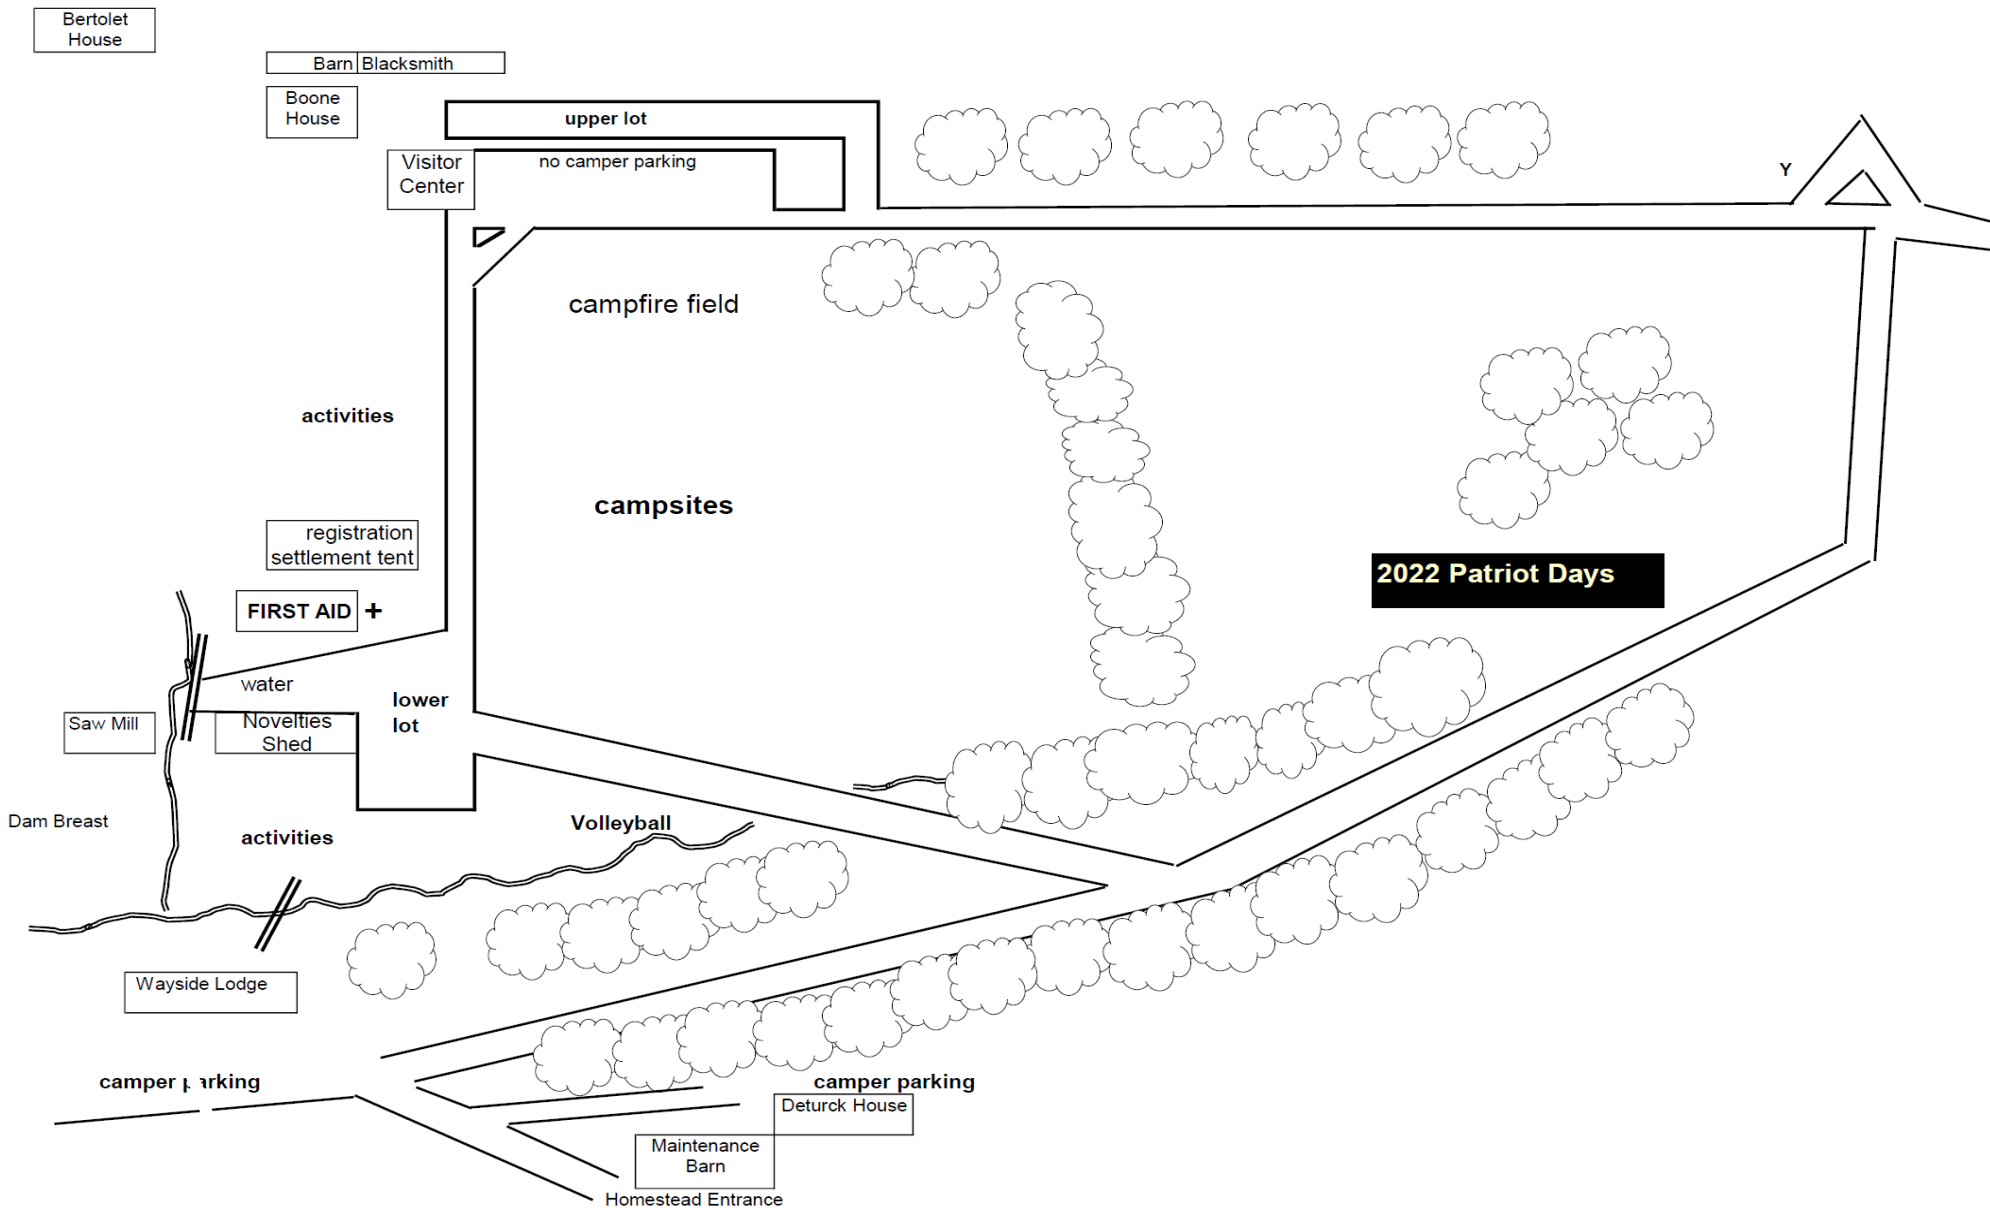 Bertolet
House
Barn Blacksmith
Boone
House
upper lot
Visitor
Center
no camper parking
Y
campfire field
activities
campsites
registration
settlement tent
2022 Patriot Days
FIRST AID +
water
lower
lot
Saw Mill
Novelties
Shed
Dam Breast
activities
Volleyball
Wayside Lodge
camper parking
camper parking
Deturck House
Maintenance
Barn
Homestead Entrance